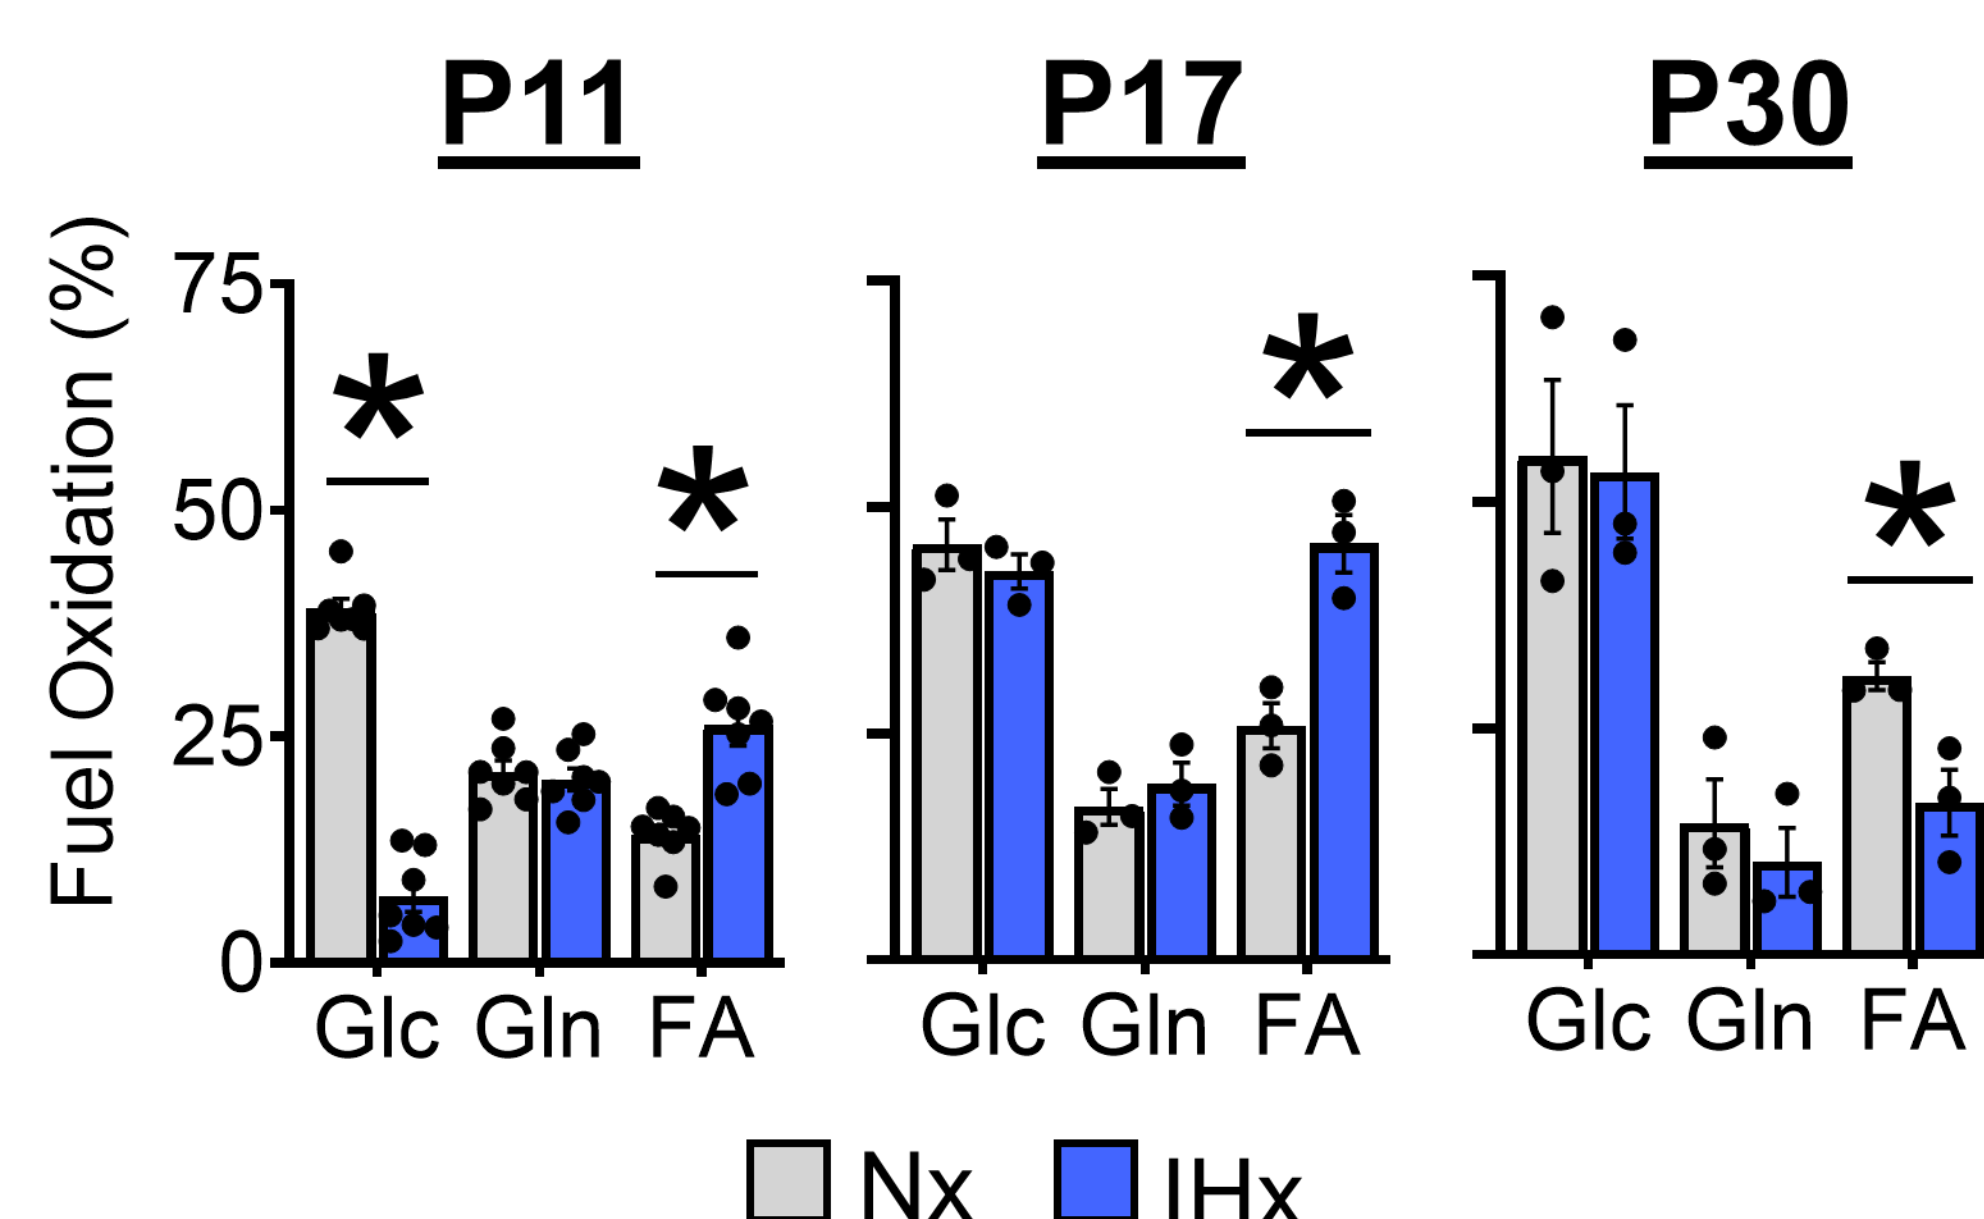 P11 P17 P30
Fuel Oxidation (%)
75
50
25
0
* * * *
Glc Gln FA Glc Gln FA Glc Gln FA
Nx IHx